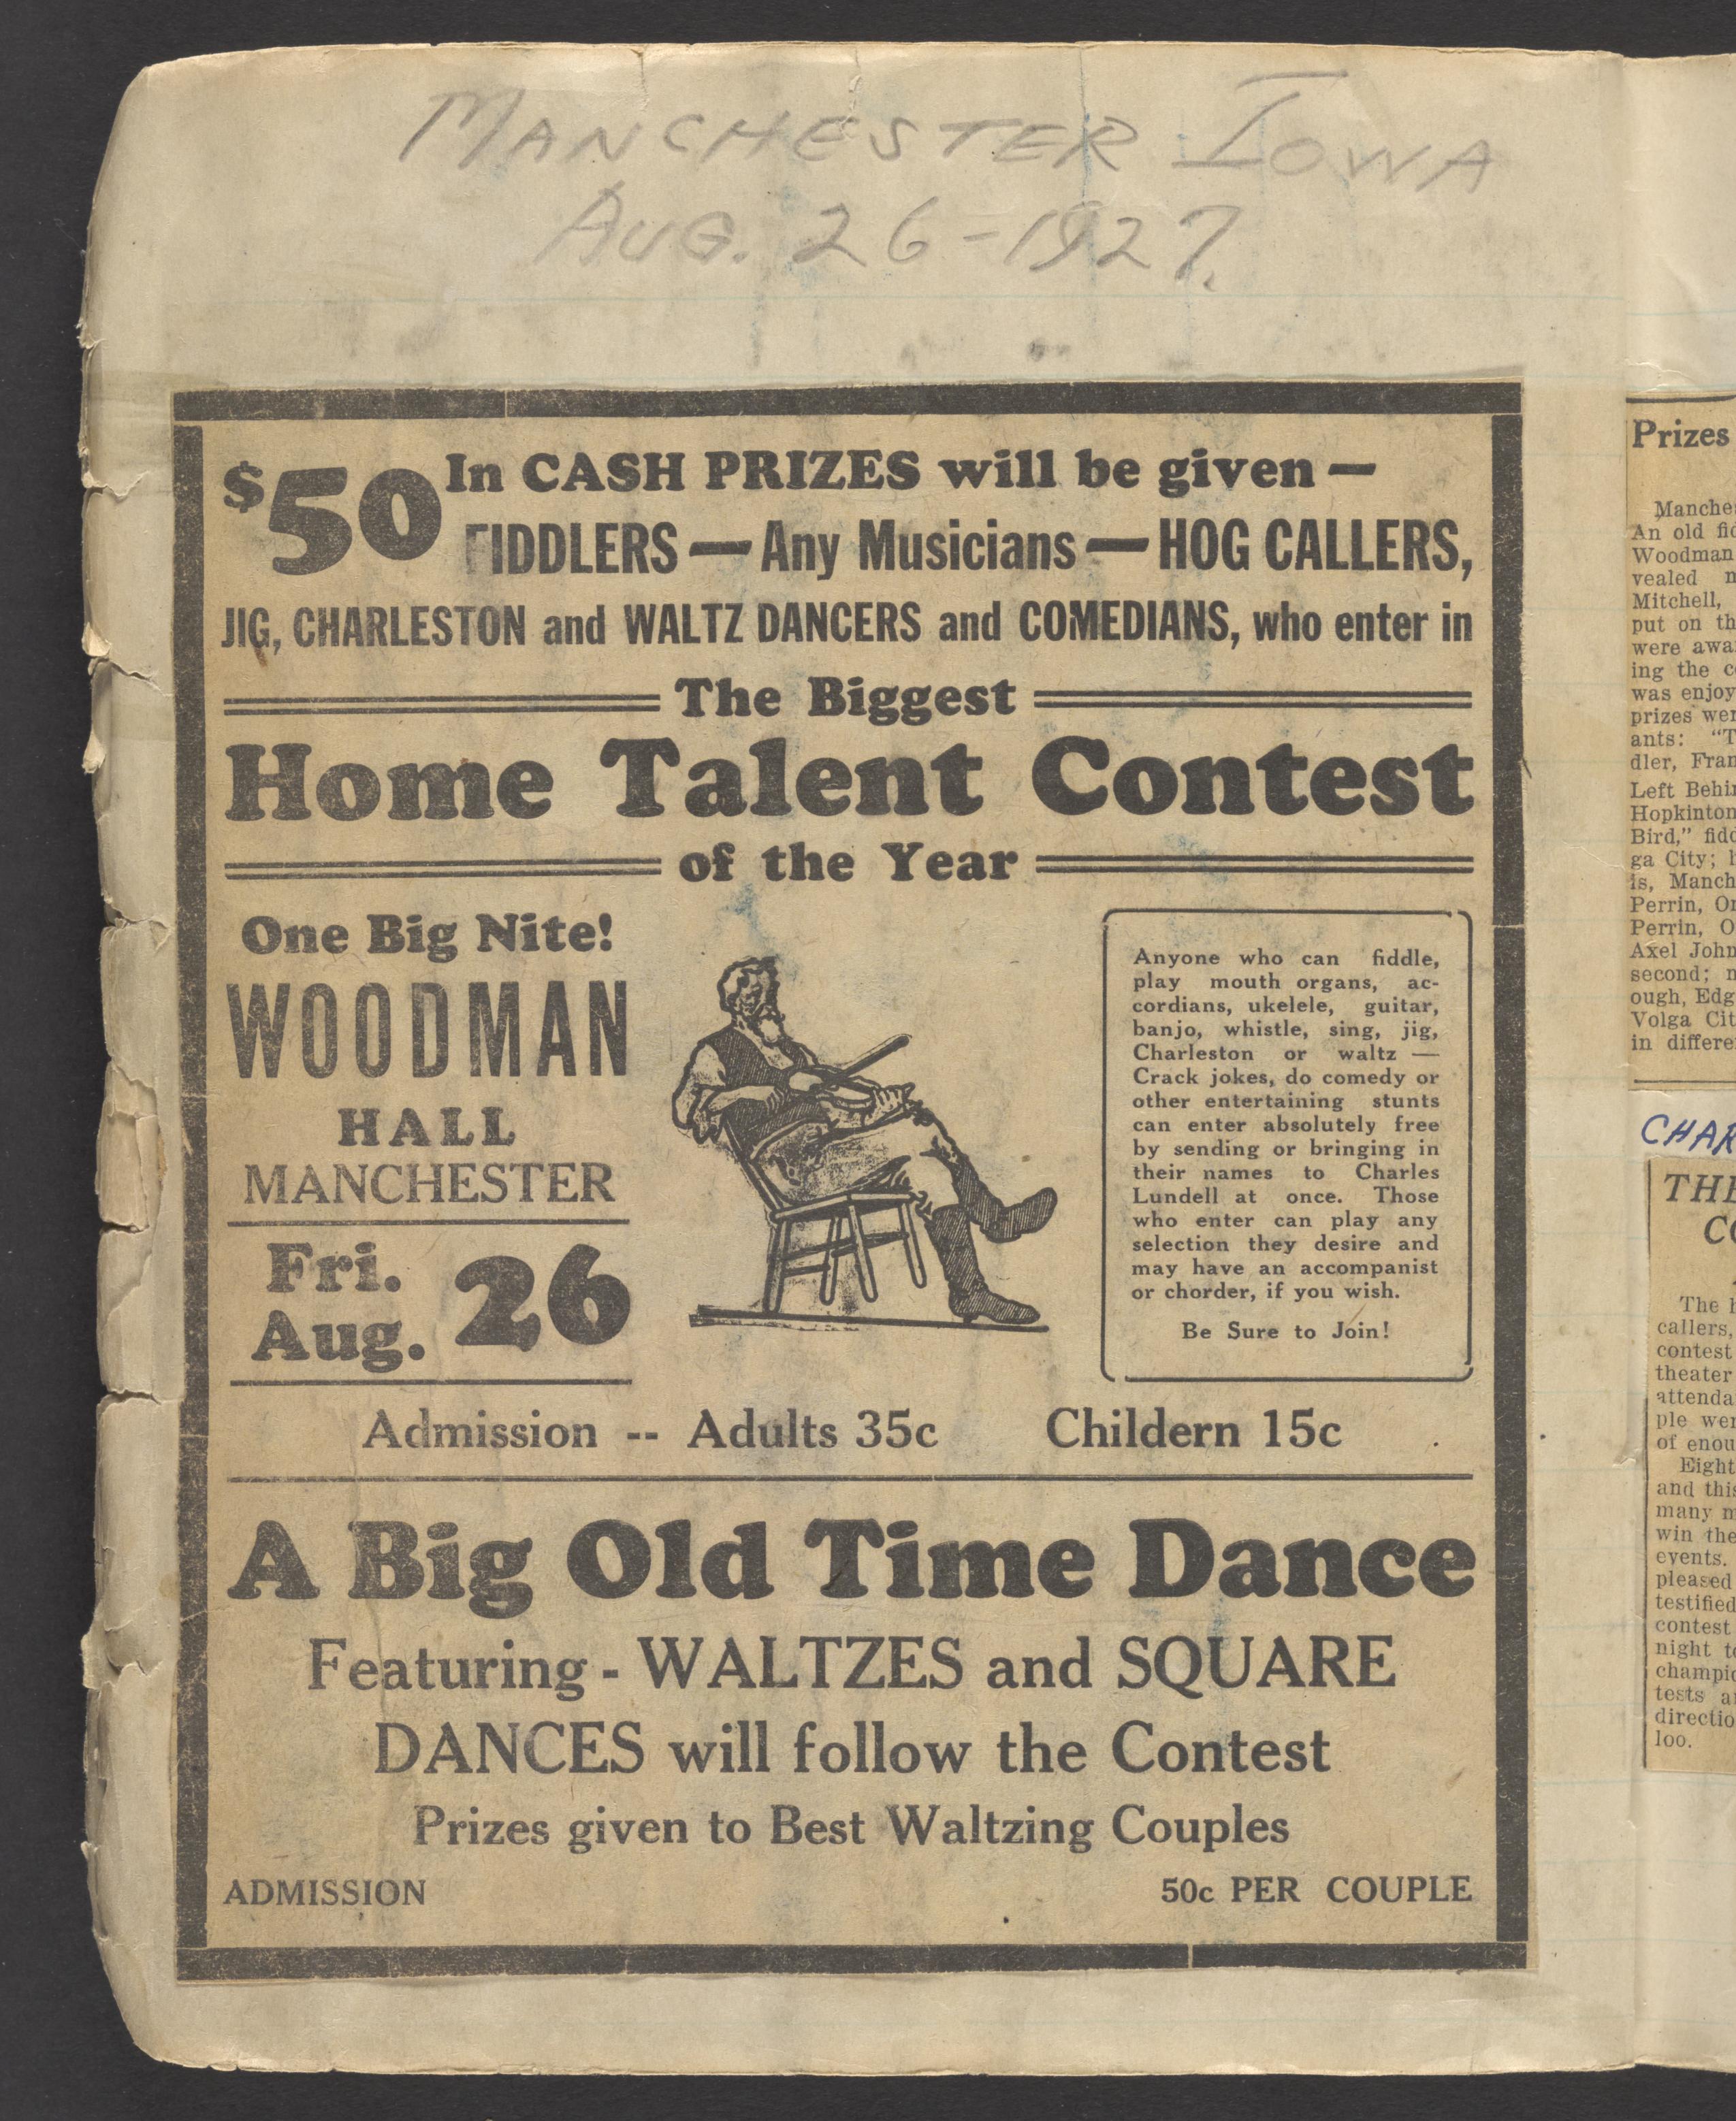 MANCHESTER IOWA
AUG. 26-1927.
$50 In CASH PRIZES will be given —
FIDDLERS — Any Musicians — HOG CALLERS,
JIG, CHARLESTON and WALTZ DANCERS and COMEDIANS, who enter in
The Biggest
Home Talent Contest
of the Year
One Big Nite!
WOODMAN
HALL
MANCHESTER
Fri.
Aug. 26
Anyone who can fiddle,
play mouth organs, ac-
cordians, ukelele, guitar,
banjo, whistle, sing, jig,
Charleston or waltz —
Crack jokes, do comedy or
other entertaining stunts
can enter absolutely free
by sending or bringing in
their names to Charles
Lundell at once. Those
who enter can play any
selection they desire and
may have an accompanist
or chorder, if you wish.
Be Sure to Join!
Admission -- Adults 35c Childern 15c
A Big Old Time Dance
Featuring - WALTZES and SQUARE
DANCES will follow the Contest
Prizes given to Best Waltzing Couples
ADMISSION 50c PER COUPLE
Prizes
Manches
An old fid
Woodman
vealed
Mitchell,
put on th
were awa
ing the c
was enjoy
prizes wer
ants: "T
dler, Fran
Left Behi
Hopkinton
Bird," fidd
ga City;
is, Manch
Perrin, O
Perrin, O
Axel John
second;
ough, Edg
Volga Cit
in differe
CHAR
THE
CO
The
callers,
contest
theater
attenda
ple wer
of enou
Eight
and this
many m
win the
events.
pleased
testified
contest
night to
champio
tests a
directio
loo.